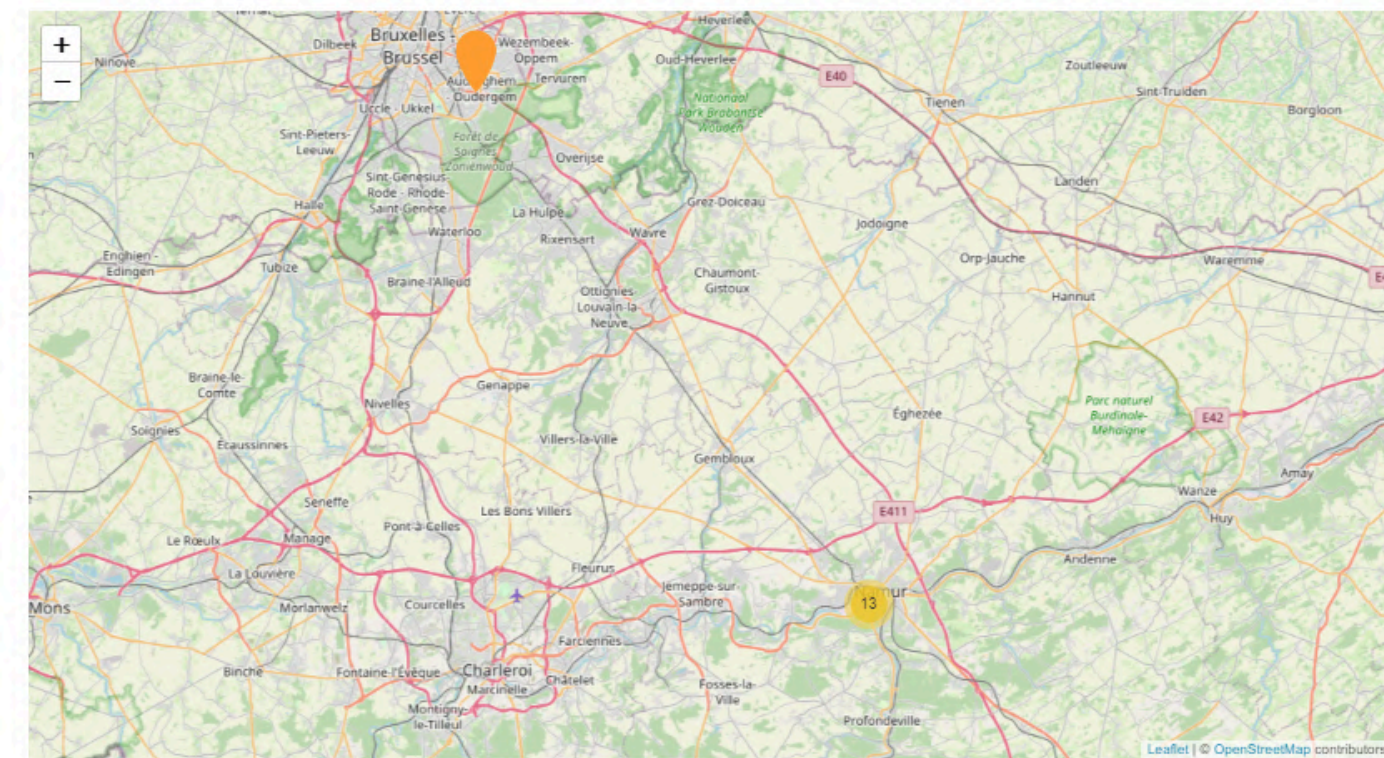 +
−
Ninove
Dilbeek
Bruxelles -
Brussel
Wezembeek-
Oppem
Tervuren
Oudergem
Uccle - Ukkel
Heverlee
Oud-Heverlee
E40
Zoutleeuw
Tienen
Sint-Truiden
Borgloon
Nationaal
Park Brabantse
Wouden
Sint-Pieters-
Leeuw
Forêt de
Soignes -
Zoniënwoud
Overijse
Sint-Genesius-
Rode - Rhode-
Saint-Genèse
Landen
Halle
La Hulpe
Grez-Doiceau
Waterloo
Rixensart
Wavre
Jodoigne
Enghien -
Edingen
Tubize
Braine-l'Alleud
Chaumont-
Gistoux
Orp-Jauche
Waremme
Ottignies-
Louvain-la-
Neuve
Hannut
Braine-le-
Comte
Genappe
Nivelles
Éghezée
Parc naturel
Burdinale-
Mehaigne
E42
Soignies
Ecaussinnes
Villers-la-Ville
Gembloux
Amay
Wanze
Seneffe
Les Bons Villers
E411
Huy
Pont-à-Celles
Le Rœulx
Manage
La Louvière
Fleurus
Andenne
Jemeppe-sur-
Sambre
13
Mons
Morlanwelz
Courcelles
Farciennes
Binche
Fontaine-l'Évêque
Charleroi
Marcinelle
Châtelet
Fosses-la-
Ville
Montigny-
le-Tilleul
Profondeville
Leaflet | © OpenStreetMap contributors